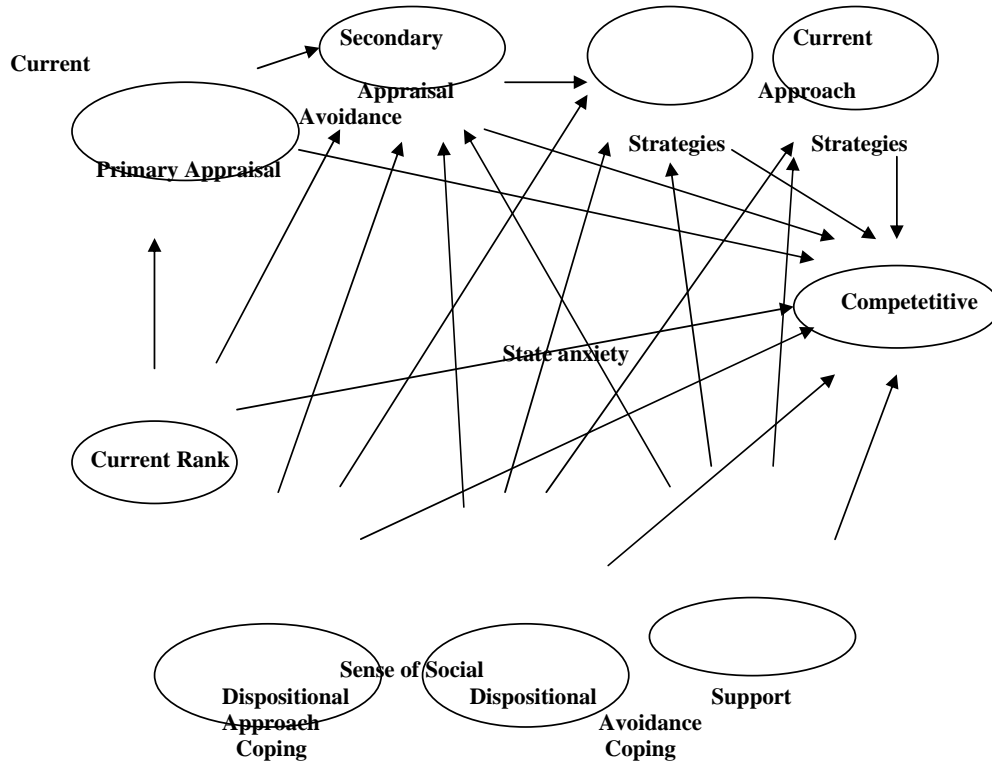 Secondary
Current
Current
Appraisal
Approach
Avoidance
Strategies
Strategies
Primary Appraisal
Competetitive
State anxiety
Current Rank
Sense of Social
Dispositional
Dispositional
Support
Approach
Avoidance
Coping
Coping